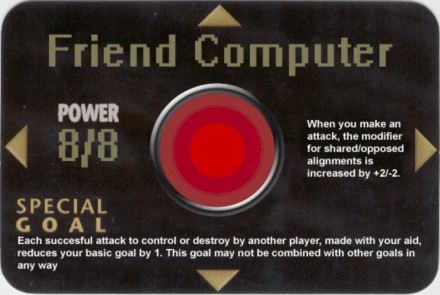 Friend Computer
POWER
8/8
When you make an
attack, the modifier
for shared/opposed
alignments is
increased by +2/-2.
SPECIAL
GOAL
Each succesful attack to control or destroy by another player, made with your aid,
reduces your basic goal by 1. This goal may not be combined with other goals in
any way